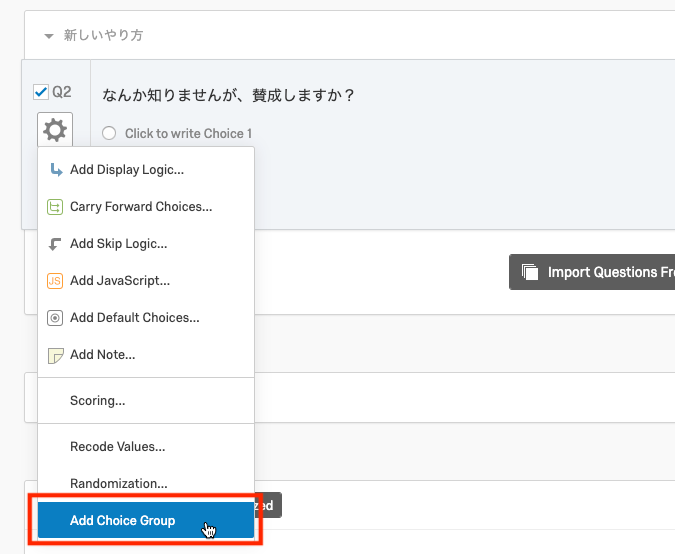 新しいやり方
Q2
なんか知りませんが、賛成しますか？
Click to write Choice 1
Add Display Logic...
Carry Forward Choices...
Add Skip Logic...
Import Questions Fr
JS
Add JavaScript...
Add Default Choices...
Add Note...
Scoring...
Recode Values...
Randomization...
zed
Add Choice Group